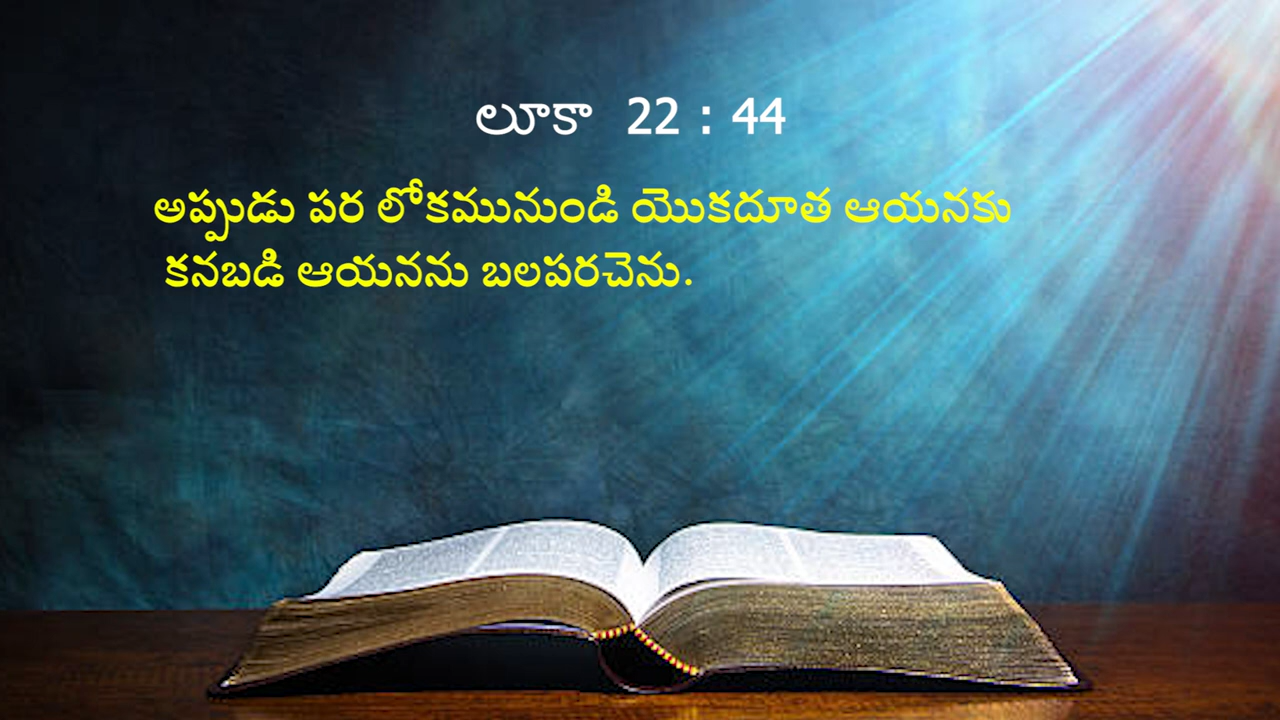 లూకా 22 : 44
అప్పుడు పర లోకమునుండి యొకదూత ఆయనకు
కనబడి ఆయనను బలపరచెను.